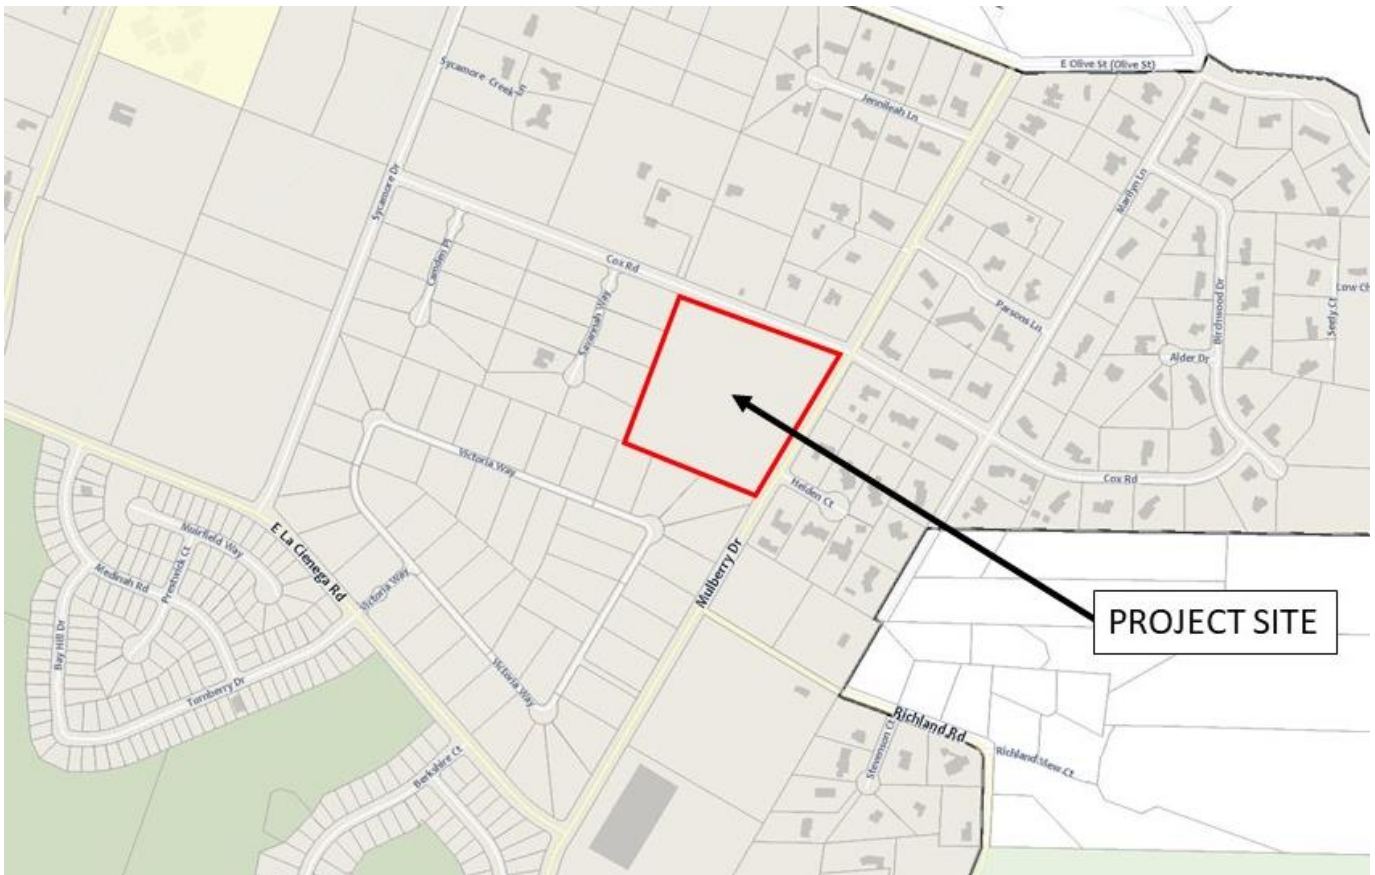 E Olive St (Olive St)
Sycamore Creek Ln
Jennileah Ln
Sycamore Dr
Marilyn Ln
Camden Pl
Cox Rd
Savannah Way
Parsons Ln
Birdnwood Dr
Seely Ct
Low Ch
Alder Dr
Victoria Way
Helden Ct
Cox Rd
E La Cienega Rd
Muirfield Way
Prestwick Ct
Medinah Rd
Victoria Way
Mulberry Dr
PROJECT SITE
Bay Hill Dr
Turnberry Dr
Victoria Way
Richland Rd
Stevenson Ct
Richland View Ct
Berkshire Ct